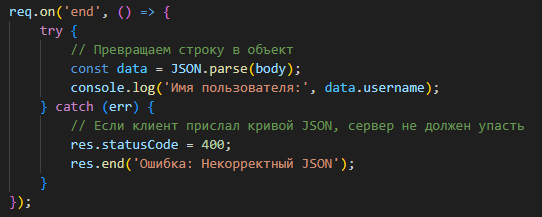 req.on('end', () => {
    try {
        // Превращаем строку в объект
        const data = JSON.parse(body);
        console.log('Имя пользователя:', data.username);
    } catch (err) {
        // Если клиент прислал кривой JSON, сервер не должен упасть
        res.statusCode = 400;
        res.end('Ошибка: Некорректный JSON');
    }
});